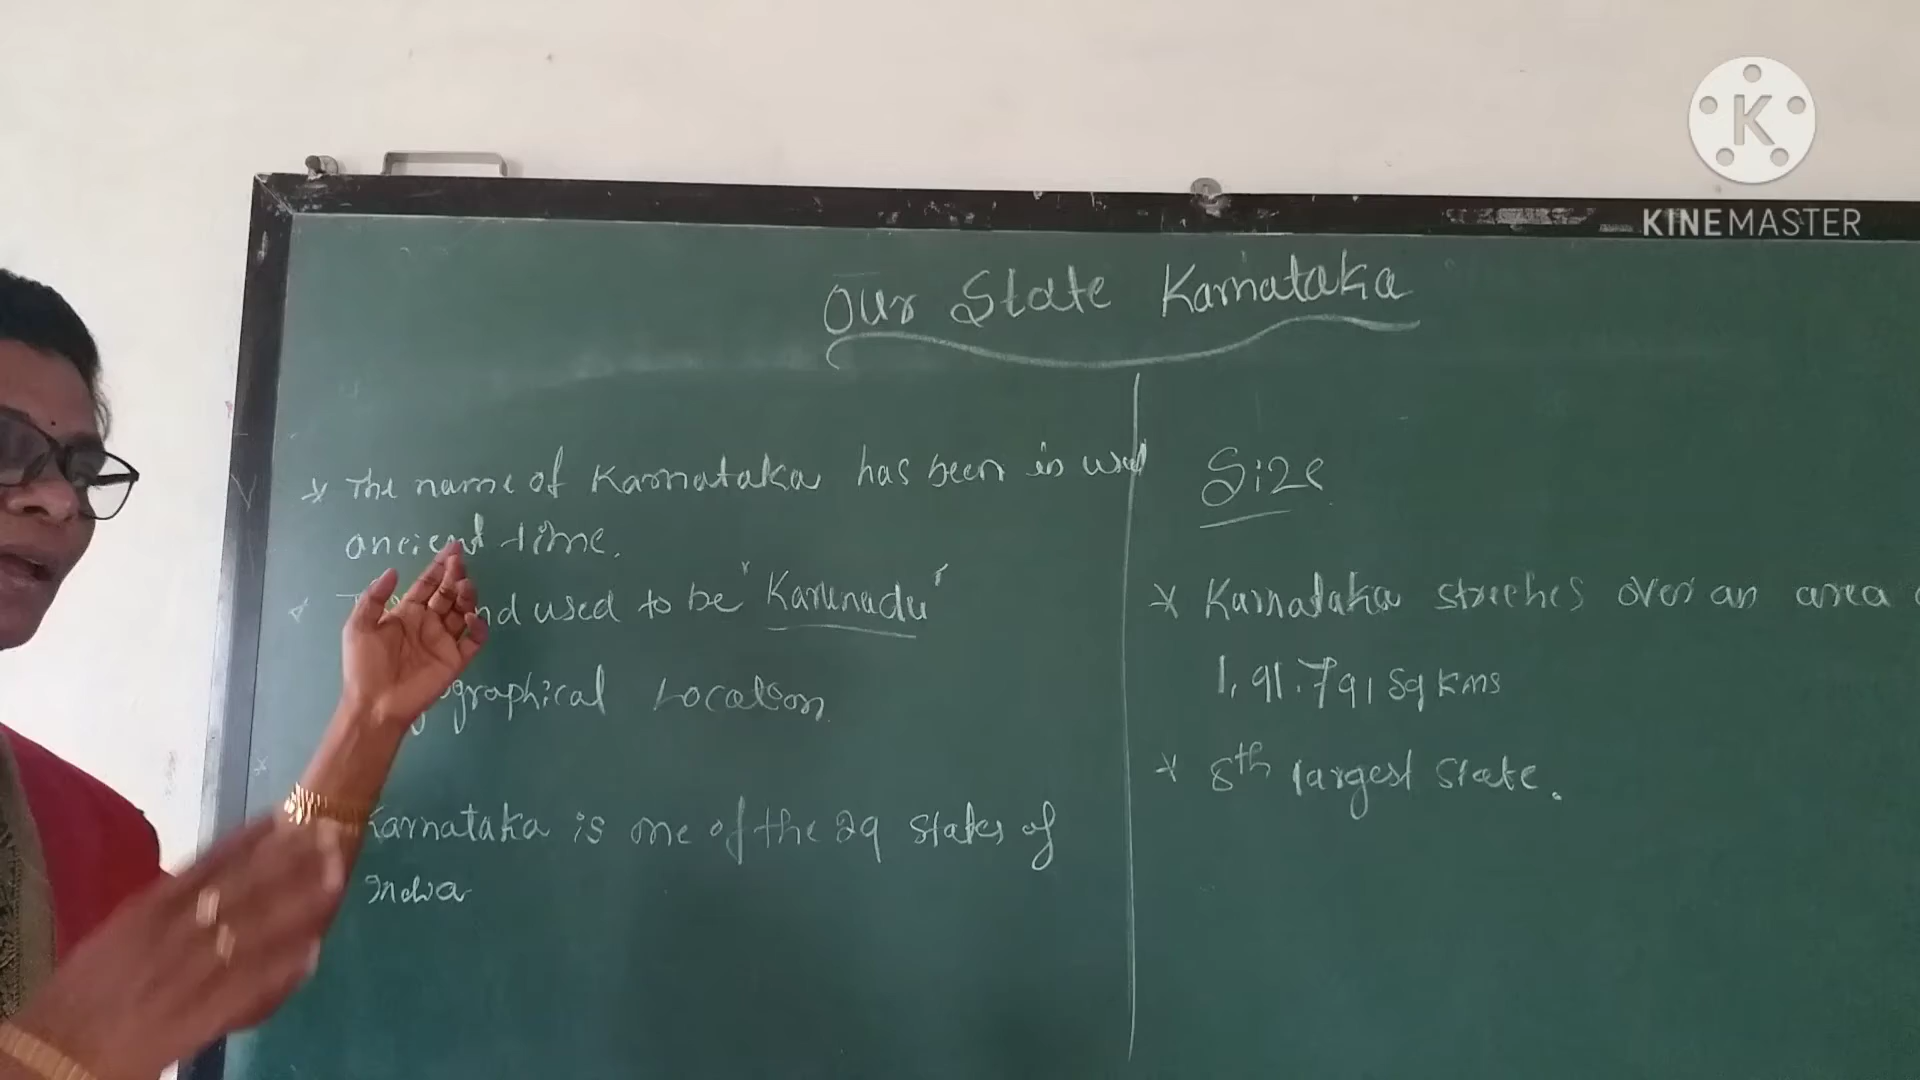 Our State Karnataka
* The name of Karnataka has been in used
ancient time.
used to be "Karunadu"
Geographical Location
Karnataka is one of the 29 states of
India
Size
* Karnataka streches over an area
1,91.791 sq kms
* 8th largest state.
K
KINEMASTER